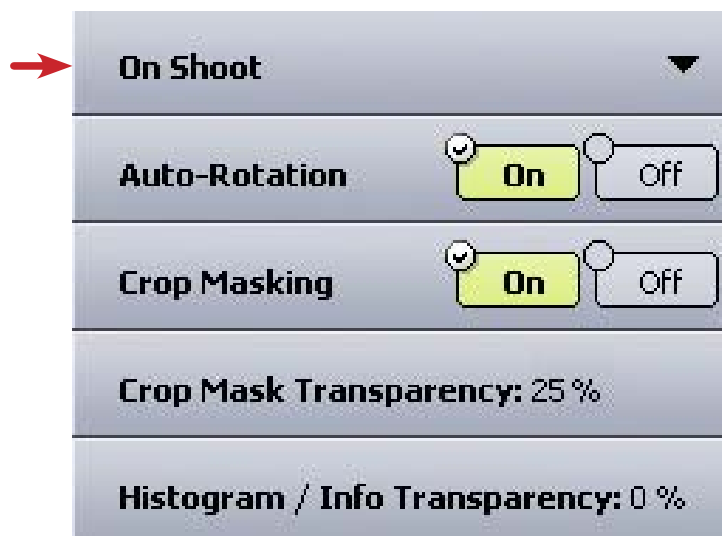 On Shoot
Auto-Rotation On Off
Crop Masking On Off
Crop Mask Transparency: 25 %
Histogram / Info Transparency: 0 %